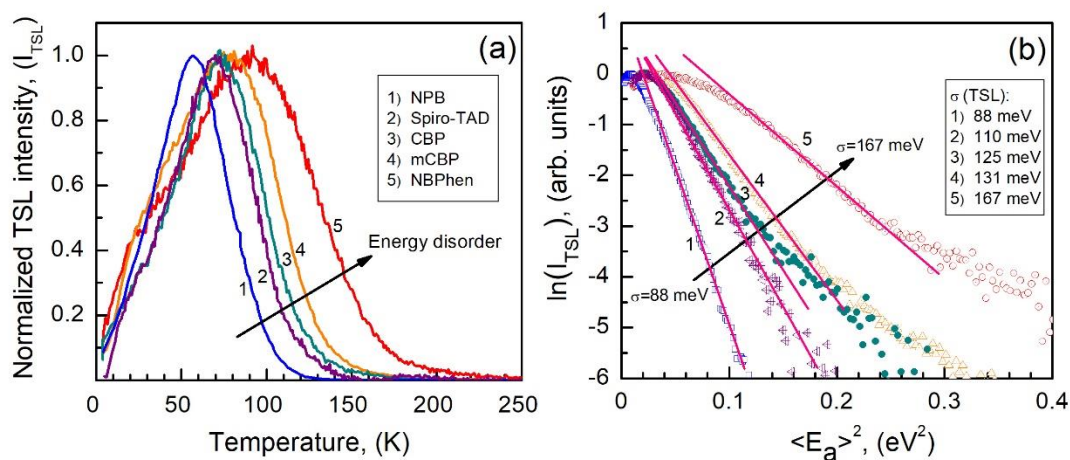 (a)
Normalized TSL intensity, (I_TSL)
1.0
0.8
0.6
0.4
0.2
1) NPB
2) Spiro-TAD
3) CBP
4) mCBP
5) NBPhen
5
4
3
2
1
Energy disorder
0 50 100 150 200 250
Temperature, (K)
(b)
ln(I_TSL), (arb. units)
0
-1
-2
-3
-4
-5
-6
σ (TSL):
1) 88 meV
2) 110 meV
3) 125 meV
4) 131 meV
5) 167 meV
5
σ=167 meV
4
3
2
1
σ=88 meV
0.0 0.1 0.2 0.3 0.4
<E_a>², (eV²)